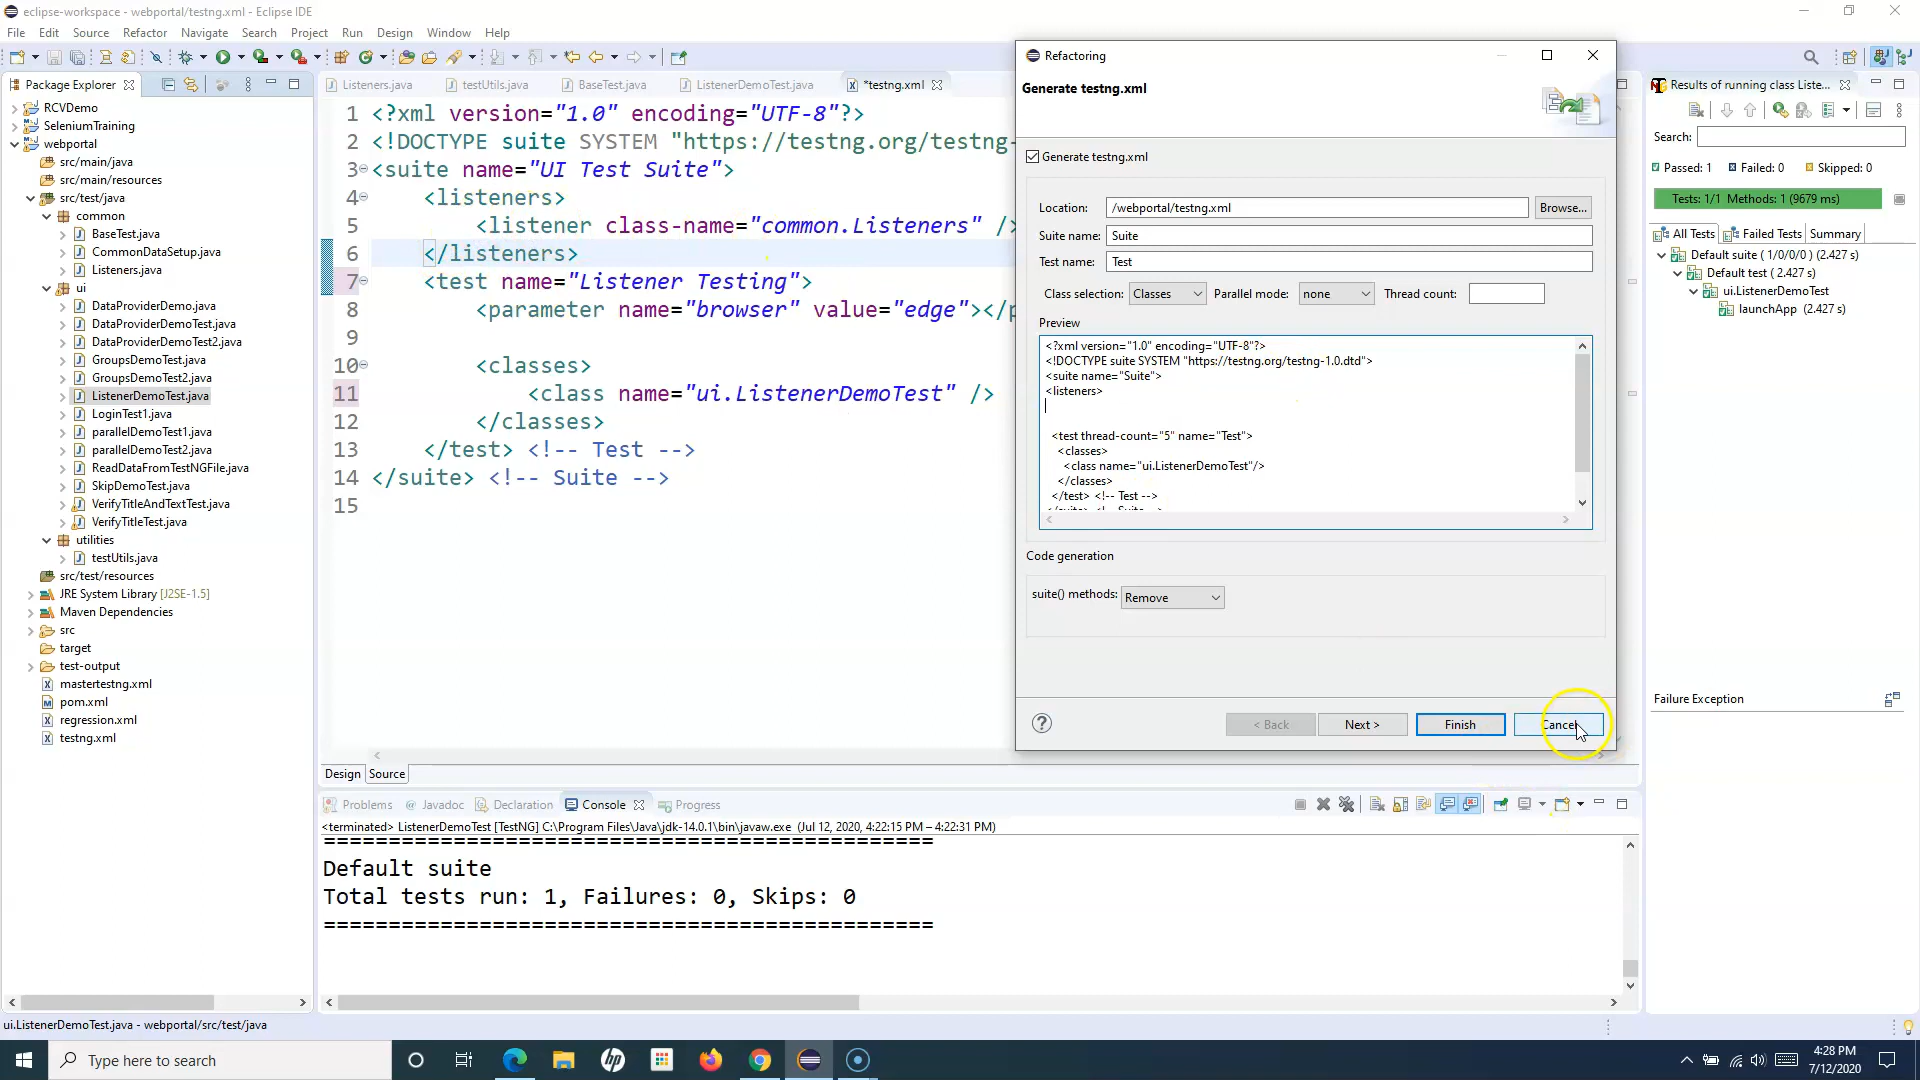 eclipse-workspace - webportal/testng.xml - Eclipse IDE
File Edit Source Refactor Navigate Search Project Run Design Window Help
Package Explorer
RCVDemo
SeleniumTraining
webportal
src/main/java
src/main/resources
src/test/java
common
BaseTest.java
CommonDataSetup.java
Listeners.java
ui
DataProviderDemo.java
DataProviderDemoTest.java
DataProviderDemoTest2.java
GroupsDemoTest.java
GroupsDemoTest2.java
ListenerDemoTest.java
LoginTest1.java
parallelDemoTest1.java
parallelDemoTest2.java
ReadDataFromTestNGFile.java
SkipDemoTest.java
VerifyTitleAndTextTest.java
VerifyTitleTest.java
utilities
testUtils.java
src/test/resources
JRE System Library [J2SE-1.5]
Maven Dependencies
src
target
test-output
mastertestng.xml
pom.xml
regression.xml
testng.xml
Listeners.java testUtils.java BaseTest.java ListenerDemoTest.java *testng.xml
1 <?xml version="1.0" encoding="UTF-8"?>
2 <!DOCTYPE suite SYSTEM "https://testng.org/testng-
3 <suite name="UI Test Suite">
4 <listeners>
5 <listener class-name="common.Listeners" />
6 </listeners>
7 <test name="Listener Testing">
8 <parameter name="browser" value="edge"></p
9
10 <classes>
11 <class name="ui.ListenerDemoTest" />
12 </classes>
13 </test> <!-- Test -->
14 </suite> <!-- Suite -->
15
Design Source
Refactoring
Generate testng.xml
Generate testng.xml
Location: /webportal/testng.xml Browse...
Suite name: Suite
Test name: Test
Class selection: Classes Parallel mode: none Thread count:
Preview
<?xml version="1.0" encoding="UTF-8"?>
<!DOCTYPE suite SYSTEM "https://testng.org/testng-1.0.dtd">
<suite name="Suite">
<listeners>
<test thread-count="5" name="Test">
<classes>
<class name="ui.ListenerDemoTest"/>
</classes>
</test> <!-- Test -->
</suite> <!-- Suite -->
Code generation
suite() methods: Remove
< Back Next > Finish Cancel
Results of running class Liste...
Search:
Passed: 1 Failed: 0 Skipped: 0
Tests: 1/1 Methods: 1 (9679 ms)
All Tests Failed Tests Summary
Default suite ( 1/0/0/0 ) (2.427 s)
Default test ( 2.427 s)
ui.ListenerDemoTest
launchApp (2.427 s)
Failure Exception
Problems Javadoc Declaration Console Progress
<terminated> ListenerDemoTest [TestNG] C:\Program Files\Java\jdk-14.0.1\bin\javaw.exe (Jul 12, 2020, 4:22:15 PM – 4:22:31 PM)
===============================================
Default suite
Total tests run: 1, Failures: 0, Skips: 0
===============================================
ui.ListenerDemoTest.java - webportal/src/test/java
Type here to search
hp
4:28 PM
7/12/2020